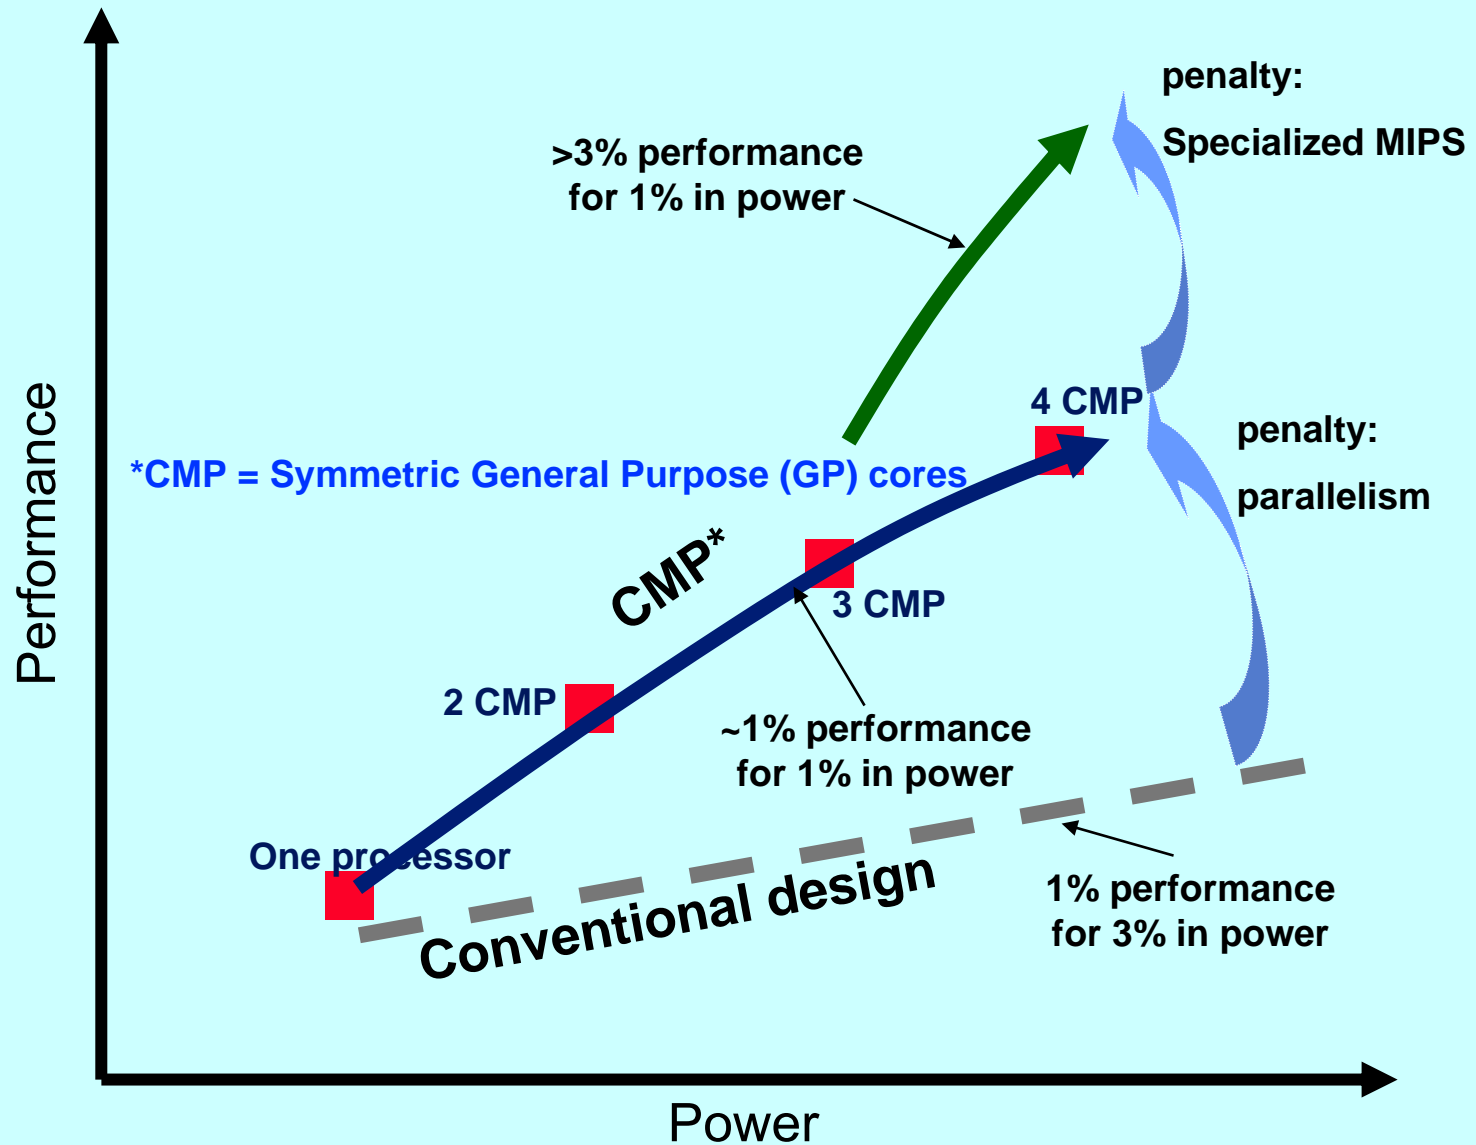 penalty:
Specialized MIPS
>3% performance
for 1% in power
4 CMP
penalty:
parallelism
*CMP = Symmetric General Purpose (GP) cores
CMP*
3 CMP
2 CMP
~1% performance
for 1% in power
One processor
Conventional design
1% performance
for 3% in power
Performance
Power